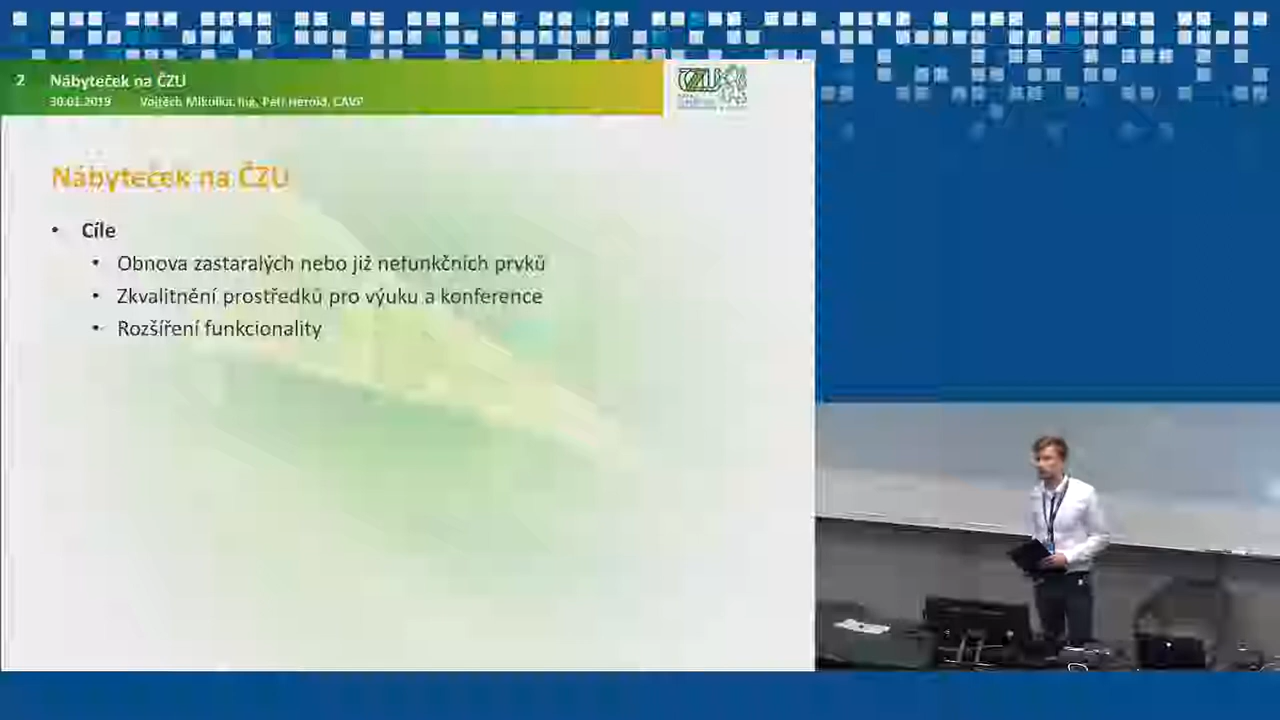 2 Nábyteček na ČZU
30.01.2019 Vojtěch Mikolka, Ing. Petr Herold, CAVP
Nábyteček na ČZU
• Cíle
• Obnova zastaralých nebo již nefunkčních prvků
• Zkvalitnění prostředků pro výuku a konference
• Rozšíření funkcionality